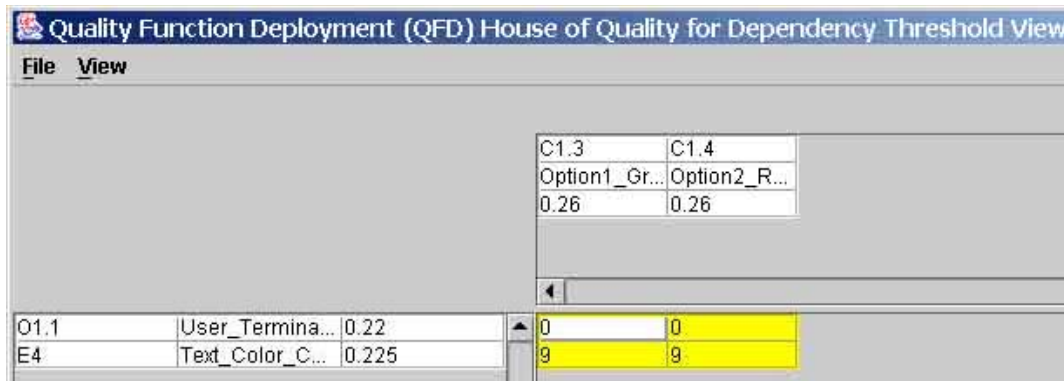 Quality Function Deployment (QFD) House of Quality for Dependency Threshold View
File View
C1.3 C1.4
Option1_Gr... Option2_R...
0.26 0.26
O1.1 User_Termina... 0.22 0 0
E4 Text_Color_C... 0.225 9 9